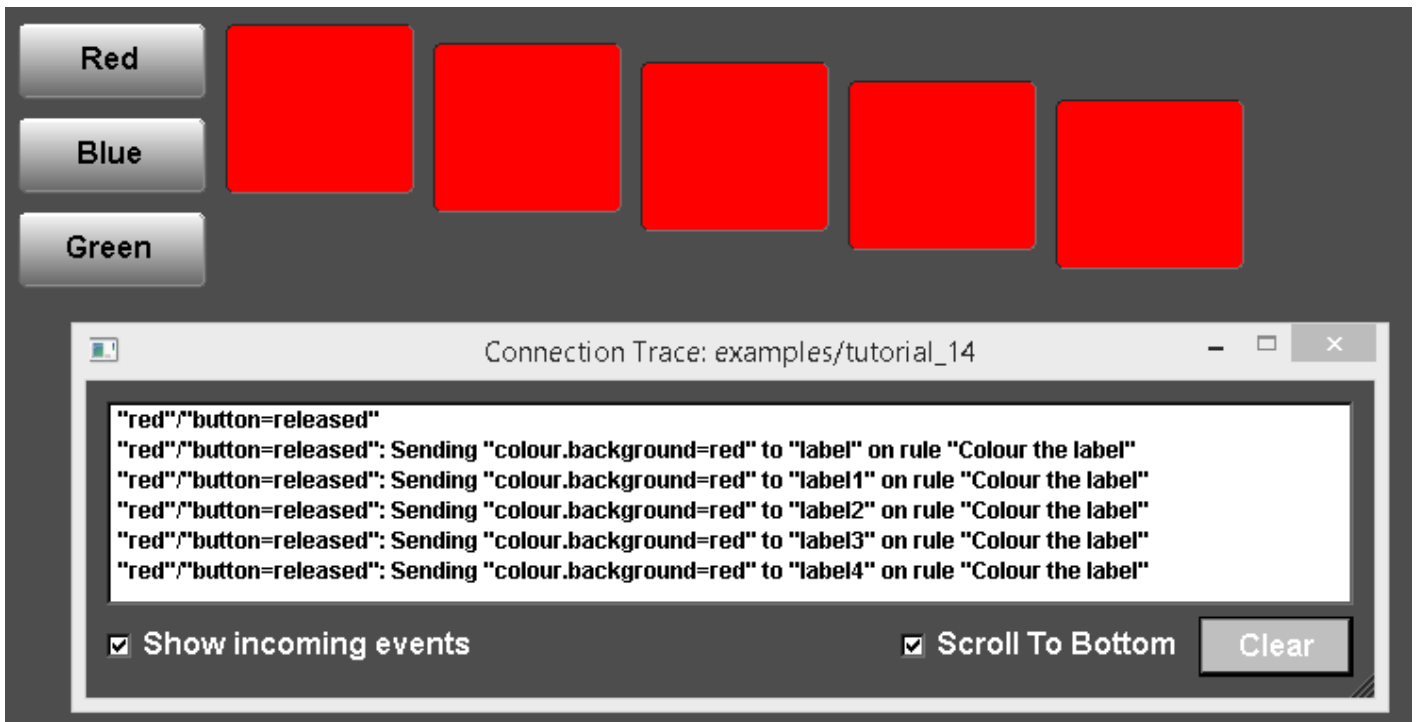 Red
Blue
Green
Connection Trace: examples/tutorial_14
"red"/"button=released"
"red"/"button=released": Sending "colour.background=red" to "label" on rule "Colour the label"
"red"/"button=released": Sending "colour.background=red" to "label1" on rule "Colour the label"
"red"/"button=released": Sending "colour.background=red" to "label2" on rule "Colour the label"
"red"/"button=released": Sending "colour.background=red" to "label3" on rule "Colour the label"
"red"/"button=released": Sending "colour.background=red" to "label4" on rule "Colour the label"
Show incoming events
Scroll To Bottom
Clear